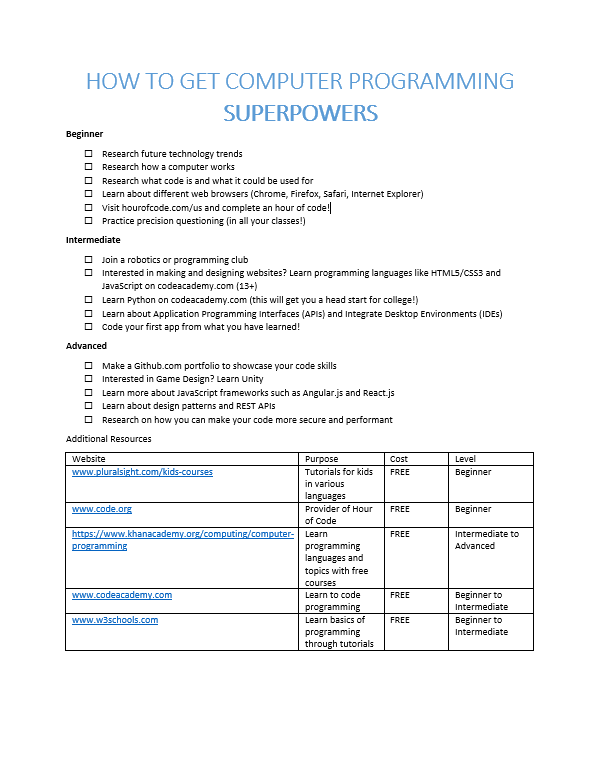 HOW TO GET COMPUTER PROGRAMMING
SUPERPOWERS
Beginner
☐ Research future technology trends
☐ Research how a computer works
☐ Research what code is and what it could be used for
☐ Learn about different web browsers (Chrome, Firefox, Safari, Internet Explorer)
☐ Visit hourofcode.com/us and complete an hour of code!
☐ Practice precision questioning (in all your classes!)
Intermediate
☐ Join a robotics or programming club
☐ Interested in making and designing websites? Learn programming languages like HTML5/CSS3 and
JavaScript on codeacademy.com (13+)
☐ Learn Python on codeacademy.com (this will get you a head start for college!)
☐ Learn about Application Programming Interfaces (APIs) and Integrate Desktop Environments (IDEs)
☐ Code your first app from what you have learned!
Advanced
☐ Make a Github.com portfolio to showcase your code skills
☐ Interested in Game Design? Learn Unity
☐ Learn more about JavaScript frameworks such as Angular.js and React.js
☐ Learn about design patterns and REST APIs
☐ Research on how you can make your code more secure and performant
Additional Resources
Website Purpose Cost Level
www.pluralsight.com/kids-courses Tutorials for kids FREE Beginner
in various
languages
www.code.org Provider of Hour FREE Beginner
of Code
https://www.khanacademy.org/computing/computer- Learn FREE Intermediate to
programming programming Advanced
languages and
topics with free
courses
www.codeacademy.com Learn to code FREE Beginner to
programming Intermediate
www.w3schools.com Learn basics of FREE Beginner to
programming Intermediate
through tutorials